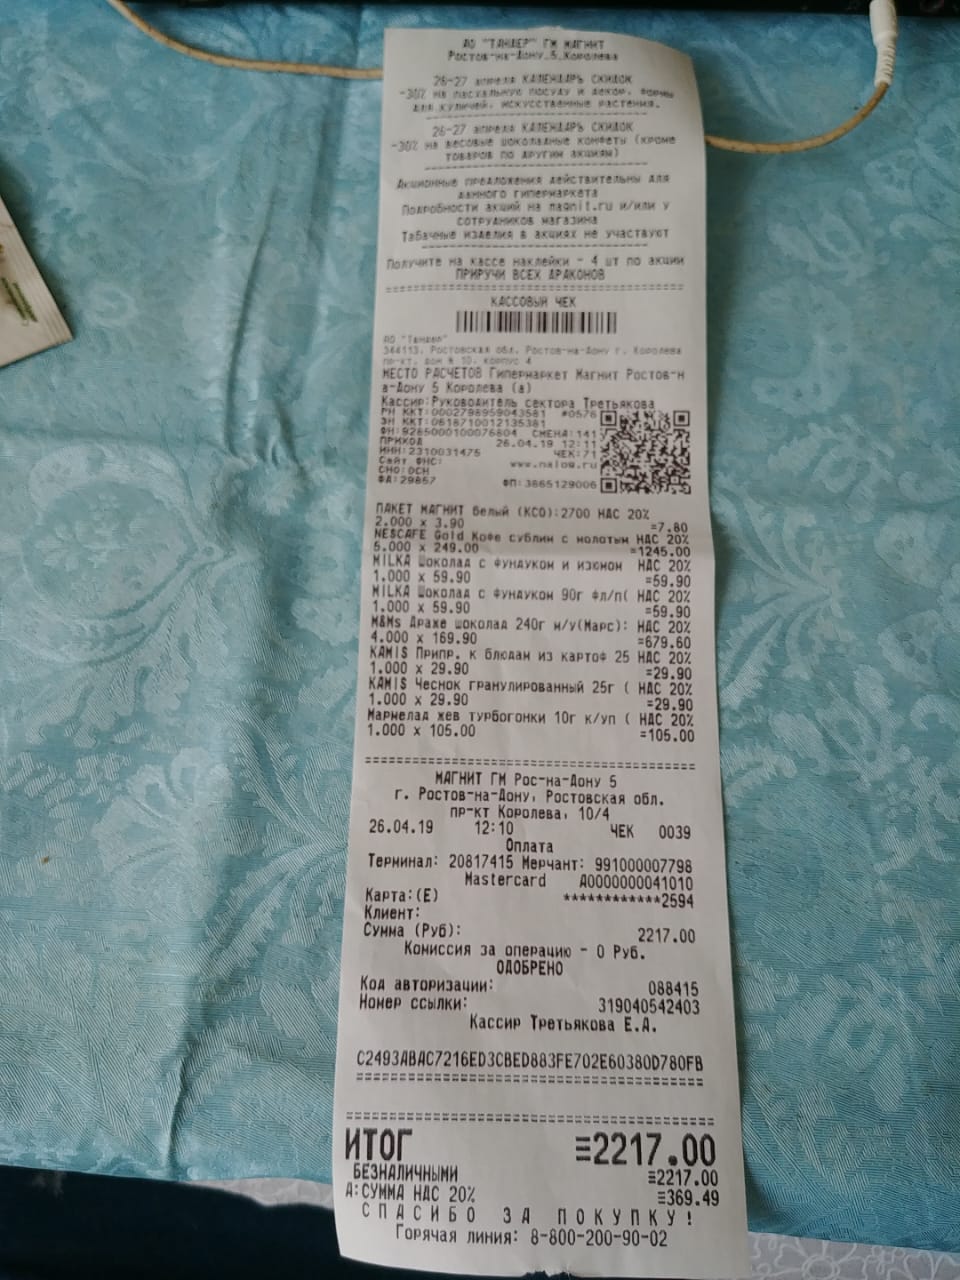 АО "ТАНДЕР" ГМ МАГНИТ
Ростов-на-Дону,5,Королева
26-27 апреля КАЛЕНДАРЬ СКИДОК
-30% на пасхальную посуду и декор, формы
для куличей, искусственные растения.
26-27 апреля КАЛЕНДАРЬ СКИДОК
-30% на весовые шоколадные конфеты (кроме
товаров по другим акциям)
Акционные предложения действительны для
данного гипермаркета
Подробности акций на magnit.ru и/или у
сотрудников магазина
Табачные изделия в акциях не участвуют
Получите на кассе наклейки - 4 шт по акции
ПРИРУЧИ ВСЕХ ДРАКОНОВ
КАССОВЫЙ ЧЕК
АО "Тандер"
344113, Ростовская обл, Ростов-на-Дону г, Королева
пр-кт, дом № 10, корпус 4
МЕСТО РАСЧЕТОВ Гипермаркет Магнит Ростов-н
а-Дону 5 Королева (а)
Кассир:Руководитель сектора Третьякова
РН ККТ:0002798959043581 #0576
ЗН ККТ:0618710012135381
ФН:9285000100076804 СМЕНА:141
ПРИХОД 26.04.19 12:11
ИНН:2310031475 ЧЕК:71
Сайт ФНС: www.nalog.ru
СНО:ОСН
ФД:29857 ФП:3865129006
ПАКЕТ МАГНИТ белый (КСО):2700 НДС 20%
2.000 x 3.90 =7.80
NESCAFE Gold Кофе сублим с молотым НДС 20%
5.000 x 249.00 =1245.00
MILKA Шоколад с фундуком и изюмом НДС 20%
1.000 x 59.90 =59.90
MILKA Шоколад с фундуком 90г фл/п( НДС 20%
1.000 x 59.90 =59.90
M&Ms Драже шоколад 240г м/у(Марс): НДС 20%
4.000 x 169.90 =679.60
KAMIS Припр. к блюдам из картоф 25 НДС 20%
1.000 x 29.90 =29.90
KAMIS Чеснок гранулированный 25г ( НДС 20%
1.000 x 29.90 =29.90
Мармелад жев турбогонки 10г к/уп ( НДС 20%
1.000 x 105.00 =105.00
МАГНИТ ГМ Рос-на-Дону 5
г. Ростов-на-Дону, Ростовская обл.
пр-кт Королева, 10/4
26.04.19 12:10 ЧЕК 0039
Оплата
Терминал: 20817415 Мерчант: 991000007798
Mastercard A0000000041010
Карта:(E) ************2594
Клиент:
Сумма (Руб): 2217.00
Комиссия за операцию - 0 Руб.
ОДОБРЕНО
Код авторизации: 088415
Номер ссылки: 319040542403
Кассир Третьякова Е.А.
C2493ABAC7216ED3CBED883FE702E60380D780FB
ИТОГ =2217.00
БЕЗНАЛИЧНЫМИ =2217.00
А:СУММА НДС 20% =369.49
СПАСИБО ЗА ПОКУПКУ!
Горячая линия: 8-800-200-90-02